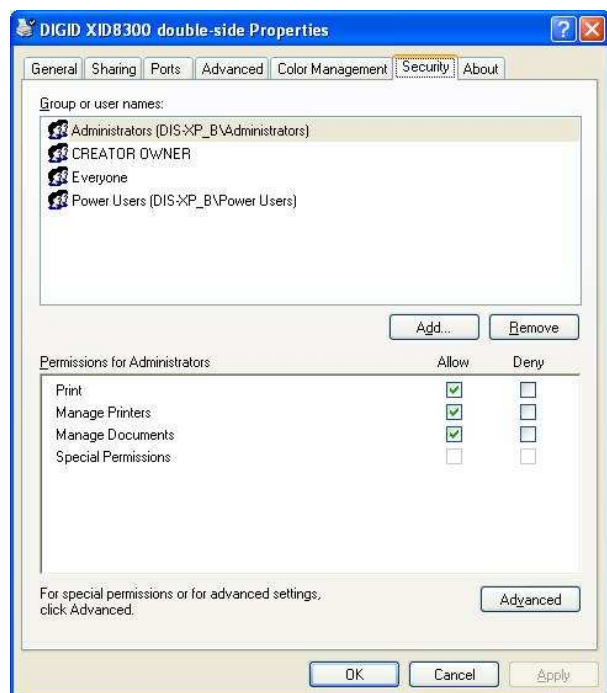 DIGID XID8300 double-side Properties
General Sharing Ports Advanced Color Management Security About
Group or user names:
Administrators (DIS-XP_B\Administrators)
CREATOR OWNER
Everyone
Power Users (DIS-XP_B\Power Users)
Add... Remove
Permissions for Administrators Allow Deny
Print
Manage Printers
Manage Documents
Special Permissions
For special permissions or for advanced settings,
click Advanced.
Advanced
OK Cancel Apply